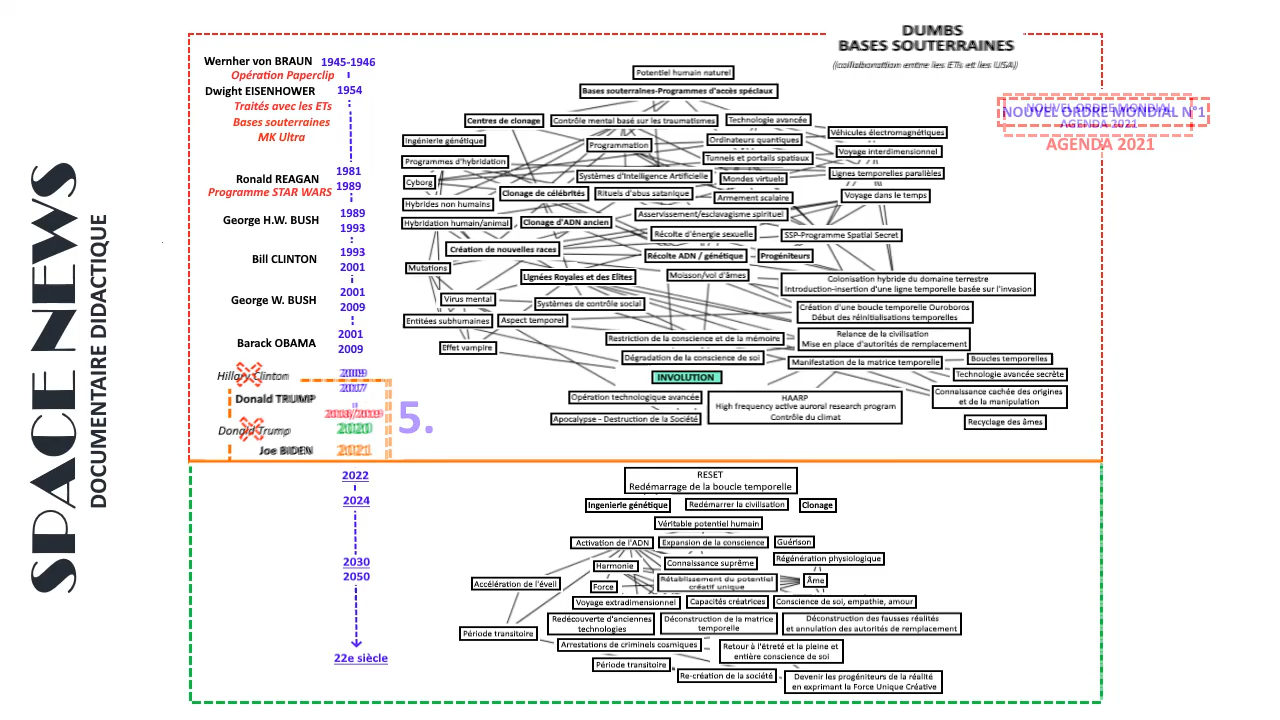 SPACE NEWS
DOCUMENTAIRE DIDACTIQUE
DUMBS
BASES SOUTERRAINES
((collaboration entre les ETs et les USA))
Wernher von BRAUN 1945-1946
Opération Paperclip
Dwight EISENHOWER 1954
Traités avec les ETs
Bases souterraines
MK Ultra
1981
Ronald REAGAN
1989
Programme STAR WARS
1989
George H.W. BUSH
1993
1993
Bill CLINTON
2001
2001
George W. BUSH
2009
2001
Barack OBAMA
2009
Hillary Clinton
2009
2017
Donald TRUMP
Donald Trump
2020
Joe BIDEN 2021
5.
NOUVEL ORDRE MONDIAL
NOUVEL ORDRE MONDIAL N°1
AGENDA 2021
AGENDA 2021
Potentiel humain naturel
Bases souterraines-Programmes d'accès spéciaux
Centres de clonage
Contrôle mental basé sur les traumatismes
Technologie avancée
Véhicules électromagnétiques
Ingéniérie génétique
Programmation
Ordinateurs quantiques
Voyage interdimensionnel
Programmes d'hybridation
Tunnels et portails spatiaux
Lignes temporelles parallèles
Cyborg
Systèmes d'Intelligence Artificielle
Mondes virtuels
Clonage de célébrités
Rituels d'abus satanique
Armement scalaire
Voyage dans le temps
Hybrides non humains
Asservissement/esclavagisme spirituel
Hybridation humain/animal
Clonage d'ADN ancien
Récolte d'énergie sexuelle
SSP-Programme Spatial Secret
Création de nouvelles races
Récolte ADN / génétique
Progéniteurs
Mutations
Lignées Royales et des Elites
Moisson/vol d'âmes
Colonisation hybride du domaine terrestre
Introduction-insertion d'une ligne temporelle basée sur l'invasion
Virus mental
Systèmes de contrôle social
Création d'une boucle temporelle Ouroboros
Début des réinitialisations temporelles
Entitées subhumaines
Aspect temporel
Restriction de la conscience et de la mémoire
Relance de la civilisation
Mise en place d'autorités de remplacement
Effet vampire
Dégradation de la conscience de soi
Manifestation de la matrice temporelle
Boucles temporelles
Technologie avancée secrète
INVOLUTION
Connaissance cachée des origines
et de la manipulation
Opération technologique avancée
HAARP
High frequency active auroral research program
Contrôle du climat
Apocalypse - Destruction de la Société
Recyclage des âmes
2022
2024
2030
2050
22e siècle
RESET
Redémarrage de la boucle temporelle
Ingenierie génétique
Redémarrer la civilisation
Clonage
Véritable potentiel humain
Activation de l'ADN
Expansion de la conscience
Guérison
Harmonie
Connaissance suprême
Régénération physiologique
Accélération de l'éveil
Force
Rétablissement du potentiel
créatif unique
Âme
Voyage extradimensionnel
Capacités créatrices
Conscience de soi, empathie, amour
Redécouverte d'anciennes
technologies
Déconstruction de la matrice
temporelle
Déconstruction des fausses réalités
et annulation des autorités de remplacement
Période transitoire
Arrestations de criminels cosmiques
Retour à l'êtreté et la pleine et
entière conscience de soi
Période transitoire
Re-création de la société
Devenir les progéniteurs de la réalité
en exprimant la Force Unique Créative